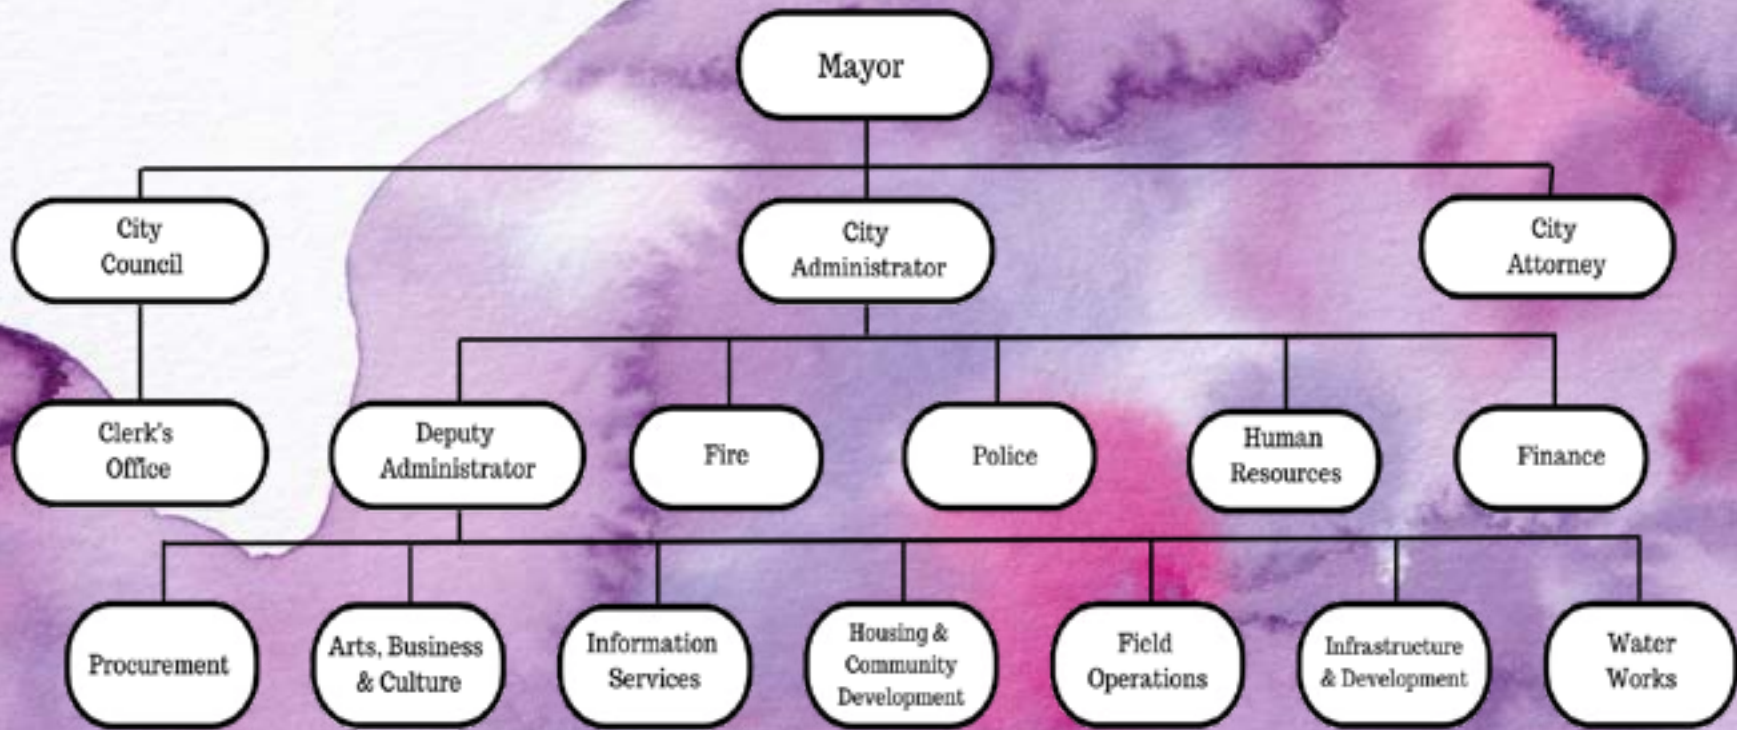 Mayor
City
Council
City
Administrator
City
Attorney
Clerk's
Office
Deputy
Administrator
Fire
Police
Human
Resources
Finance
Procurement
Arts, Business
& Culture
Information
Services
Housing &
Community
Development
Field
Operations
Infrastructure
& Development
Water
Works